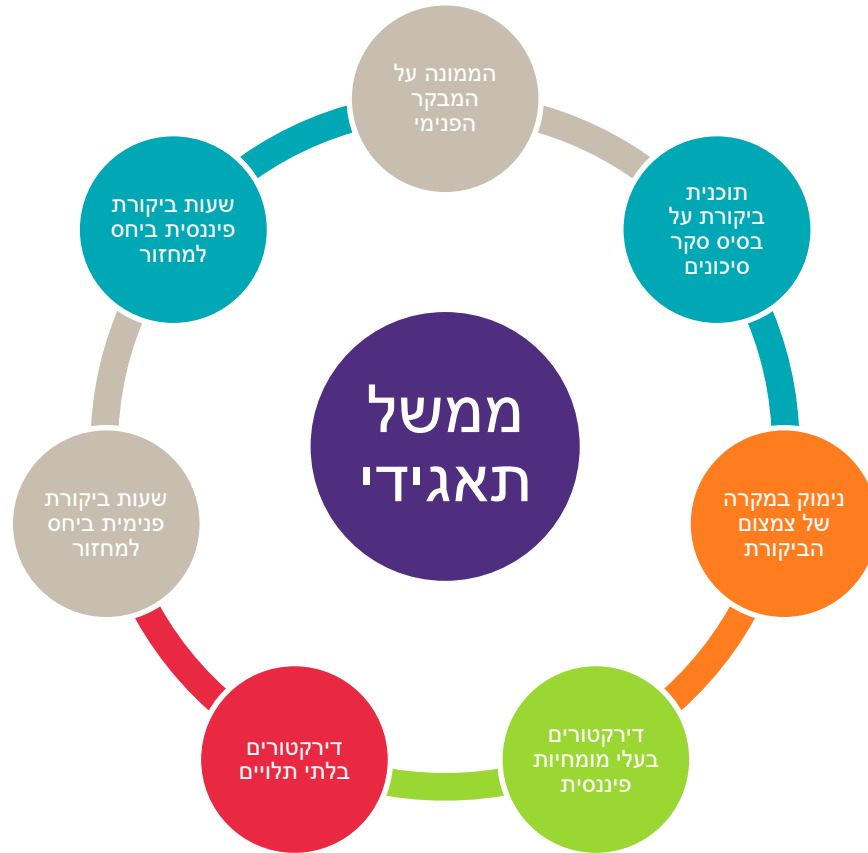 הממונה על
המבקר
הפנימי
תוכנית
ביקורת על
בסיס סקר
סיכונים
נימוק במקרה
של צמצום
הביקורת
דירקטורים
בעלי מומחיות
פיננסית
דירקטורים
בלתי תלויים
שעות ביקורת
פנימית ביחס
למחזור
שעות ביקורת
פיננסית ביחס
למחזור
ממשל
תאגידי